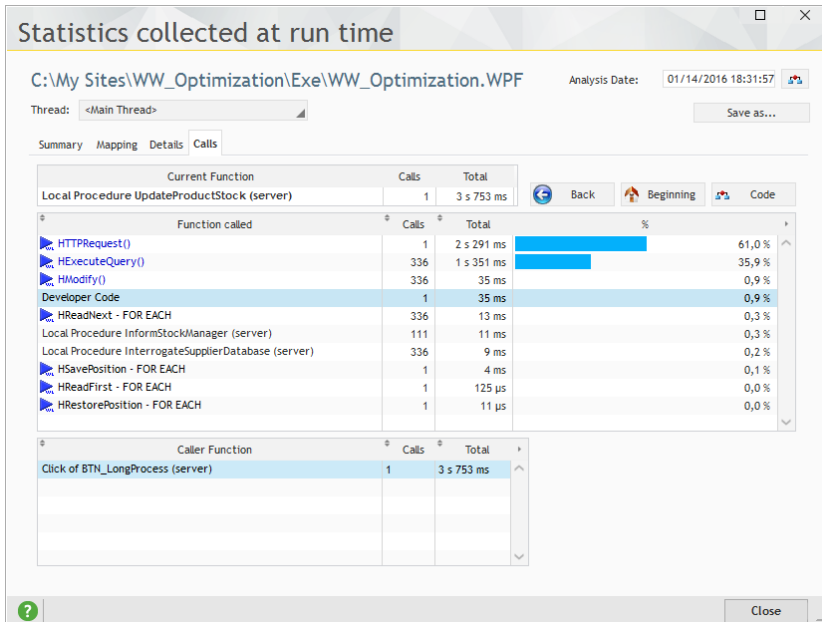 Statistics collected at run time
C:\My Sites\WW_Optimization\Exe\WW_Optimization.WPF Analysis Date: 01/14/2016 18:31:57
Thread: <Main Thread>
Save as...
Summary Mapping Details Calls
Current Function Calls Total
Local Procedure UpdateProductStock (server) 1 3 s 753 ms Back Beginning Code
Function called Calls Total %
HTTPRequest() 1 2 s 291 ms 61,0 %
HExecuteQuery() 336 1 s 351 ms 35,9 %
HModify() 336 35 ms 0,9 %
Developer Code 1 35 ms 0,9 %
HReadNext - FOR EACH 336 13 ms 0,3 %
Local Procedure InformStockManager (server) 111 11 ms 0,3 %
Local Procedure InterrogateSupplierDatabase (server) 336 9 ms 0,2 %
HSavePosition - FOR EACH 1 4 ms 0,1 %
HReadFirst - FOR EACH 1 125 µs 0,0 %
HRestorePosition - FOR EACH 1 11 µs 0,0 %
Caller Function Calls Total
Click of BTN_LongProcess (server) 1 3 s 753 ms
? Close